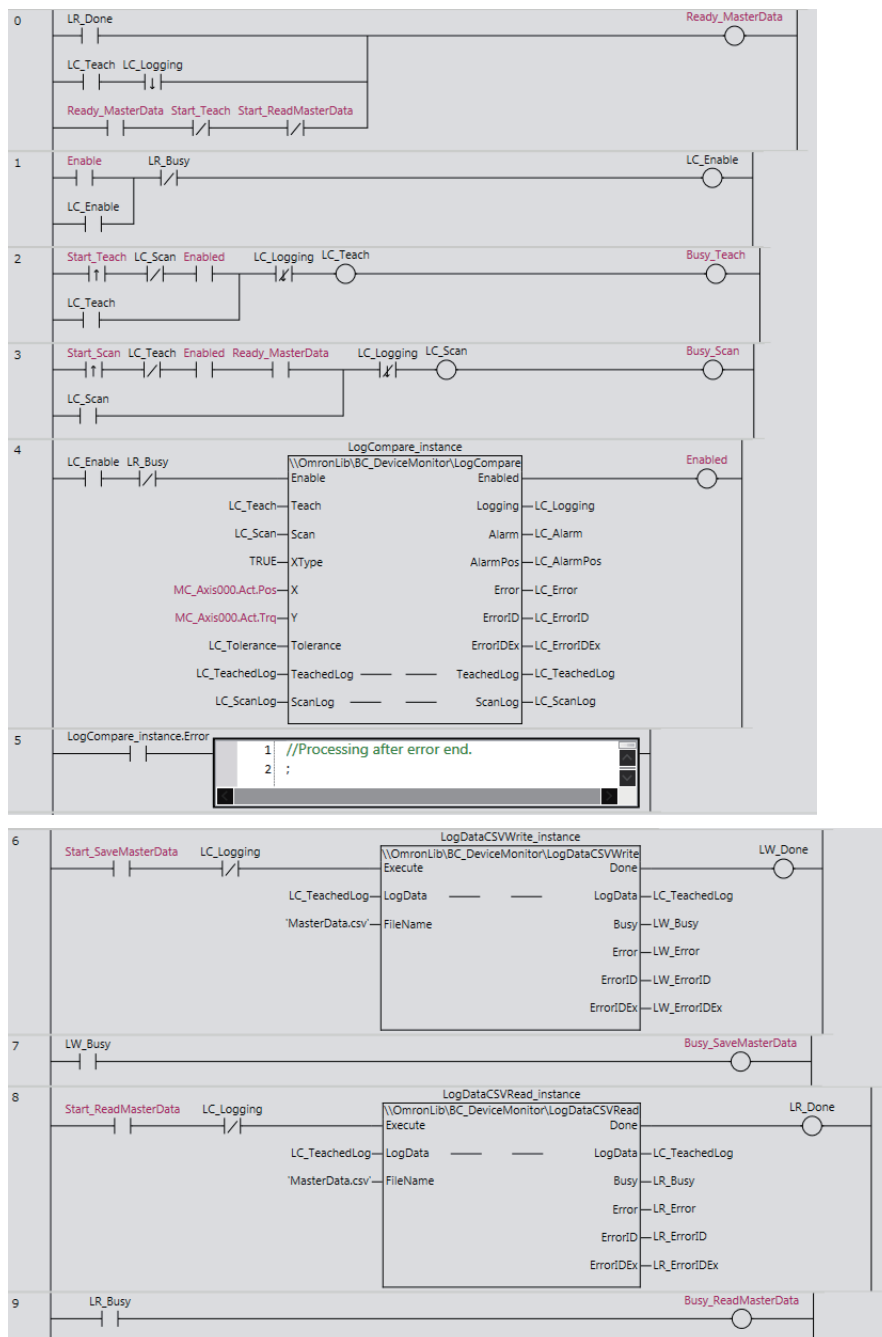 0
LR_Done
Ready_MasterData
LC_Teach LC_Logging
Ready_MasterData Start_Teach Start_ReadMasterData
1
Enable LR_Busy LC_Enable
LC_Enable
2
Start_Teach LC_Scan Enabled LC_Logging LC_Teach Busy_Teach
LC_Teach
3
Start_Scan LC_Teach Enabled Ready_MasterData LC_Logging LC_Scan Busy_Scan
LC_Scan
4
LogCompare_instance
LC_Enable LR_Busy \\OmronLib\BC_DeviceMonitor\LogCompare Enabled
Enable Enabled
LC_Teach Teach Logging LC_Logging
LC_Scan Scan Alarm LC_Alarm
TRUE XType AlarmPos LC_AlarmPos
MC_Axis000.Act.Pos X Error LC_Error
MC_Axis000.Act.Trq Y ErrorID LC_ErrorID
LC_Tolerance Tolerance ErrorIDEx LC_ErrorIDEx
LC_TeachedLog TeachedLog TeachedLog LC_TeachedLog
LC_ScanLog ScanLog ScanLog LC_ScanLog
5
LogCompare_instance.Error
1 //Processing after error end.
2 ;
6
LogDataCSVWrite_instance
Start_SaveMasterData LC_Logging \\OmronLib\BC_DeviceMonitor\LogDataCSVWrite LW_Done
Execute Done
LC_TeachedLog LogData LogData LC_TeachedLog
'MasterData.csv' FileName Busy LW_Busy
Error LW_Error
ErrorID LW_ErrorID
ErrorIDEx LW_ErrorIDEx
7
LW_Busy Busy_SaveMasterData
8
LogDataCSVRead_instance
Start_ReadMasterData LC_Logging \\OmronLib\BC_DeviceMonitor\LogDataCSVRead LR_Done
Execute Done
LC_TeachedLog LogData LogData LC_TeachedLog
'MasterData.csv' FileName Busy LR_Busy
Error LR_Error
ErrorID LR_ErrorID
ErrorIDEx LR_ErrorIDEx
9
LR_Busy Busy_ReadMasterData